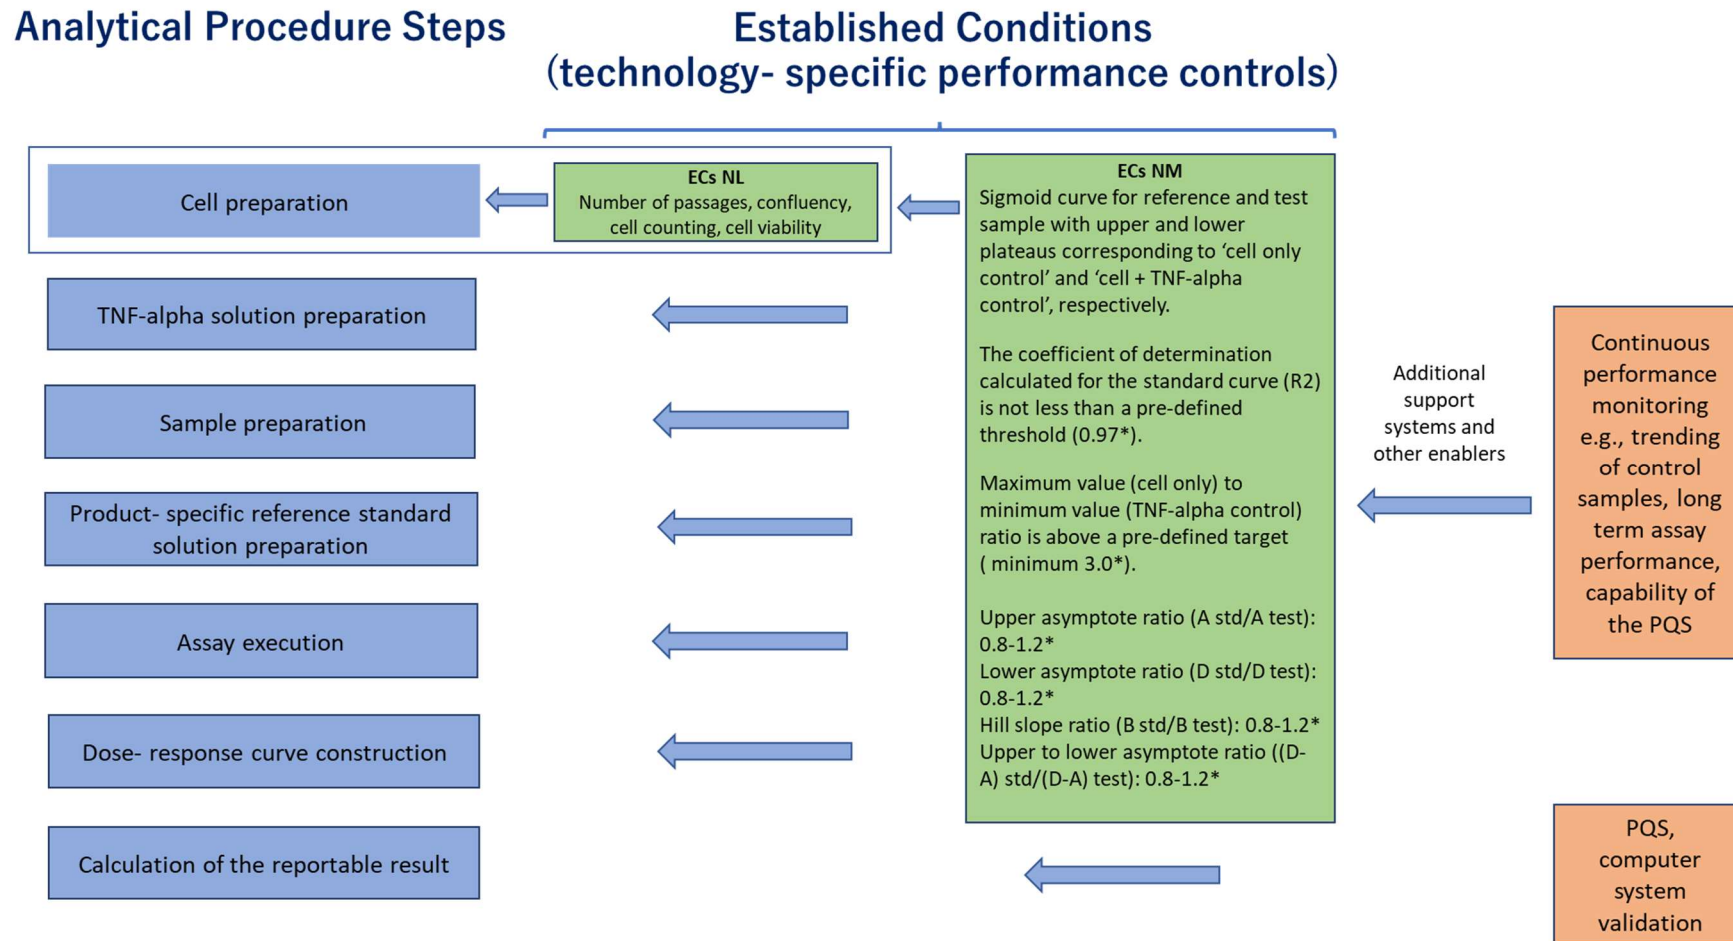 Analytical Procedure Steps
Established Conditions
(technology- specific performance controls)
Cell preparation
ECs NL
Number of passages, confluency,
cell counting, cell viability
TNF-alpha solution preparation
Sample preparation
Product- specific reference standard
solution preparation
Assay execution
Dose- response curve construction
Calculation of the reportable result
ECs NM
Sigmoid curve for reference and test
sample with upper and lower
plateaus corresponding to ‘cell only
control’ and ‘cell + TNF-alpha
control’, respectively.
The coefficient of determination
calculated for the standard curve (R2)
is not less than a pre-defined
threshold (0.97*).
Maximum value (cell only) to
minimum value (TNF-alpha control)
ratio is above a pre-defined target
( minimum 3.0*).
Upper asymptote ratio (A std/A test):
0.8-1.2*
Lower asymptote ratio (D std/D test):
0.8-1.2*
Hill slope ratio (B std/B test): 0.8-1.2*
Upper to lower asymptote ratio ((D-
A) std/(D-A) test): 0.8-1.2*
Additional
support
systems and
other enablers
Continuous
performance
monitoring
e.g., trending
of control
samples, long
term assay
performance,
capability of
the PQS
PQS,
computer
system
validation